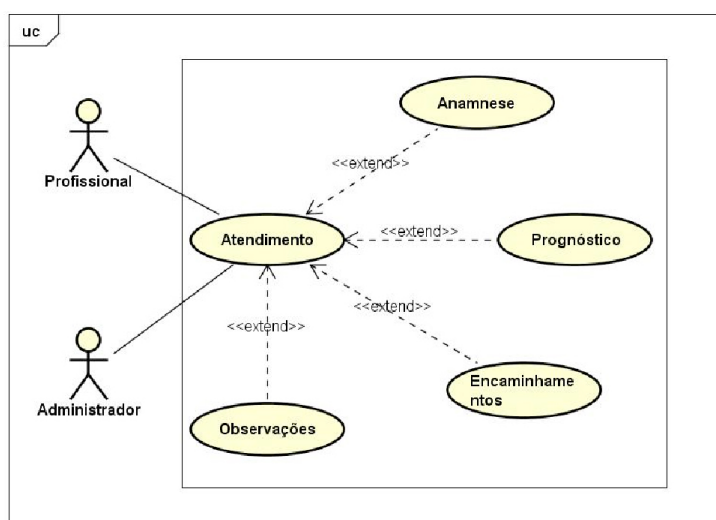 uc
Anamnese
<<extend>>
Profissional
Atendimento
<<extend>>
Prognóstico
<<extend>>
<<extend>>
Encaminhame
ntos
Administrador
Observações